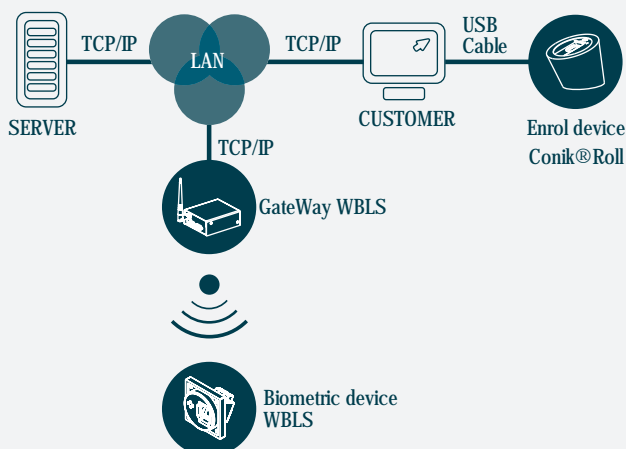 TCP/IP
LAN
TCP/IP
USB
Cable
SERVER
CUSTOMER
Enrol device
Conik®Roll
TCP/IP
GateWay WBLS
Biometric device
WBLS